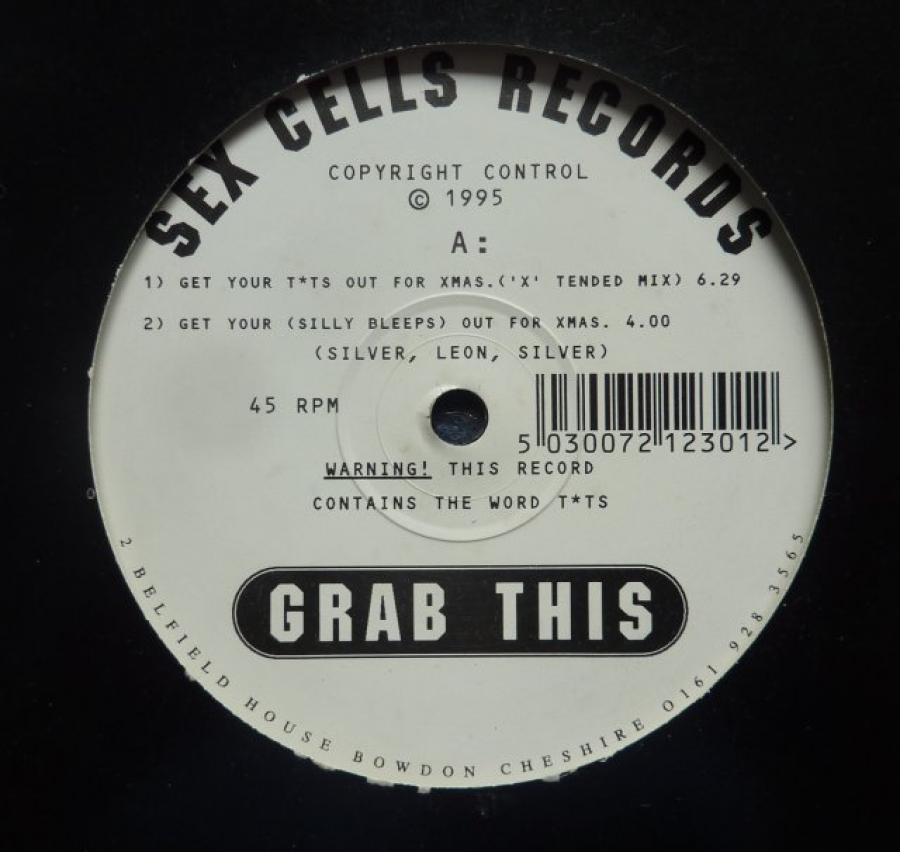 SEX CELLS RECORDS
COPYRIGHT CONTROL
© 1995
A:
1) GET YOUR T*TS OUT FOR XMAS.('X' TENDED MIX) 6.29
2) GET YOUR (SILLY BLEEPS) OUT FOR XMAS. 4.00
(SILVER, LEON, SILVER)
45 RPM
5 030072 123012 >
WARNING! THIS RECORD
CONTAINS THE WORD T*TS
GRAB THIS
2 BELFIELD HOUSE BOWDON CHESHIRE 0161 928 3565